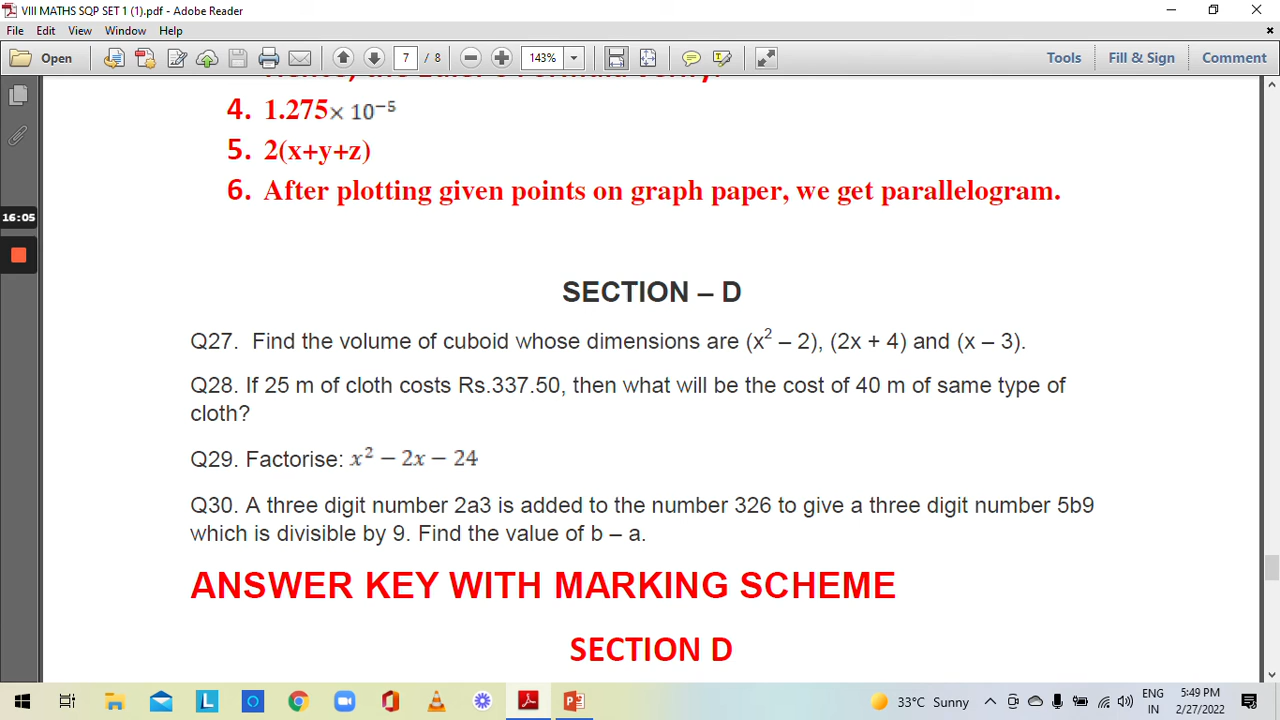 VIII MATHS SQP SET 1 (1).pdf - Adobe Reader
File Edit View Window Help
Open 7 / 8 143% Tools Fill & Sign Comment
4. 1.275× 10⁻⁵
5. 2(x+y+z)
6. After plotting given points on graph paper, we get parallelogram.
16:05
SECTION – D
Q27. Find the volume of cuboid whose dimensions are (x² – 2), (2x + 4) and (x – 3).
Q28. If 25 m of cloth costs Rs.337.50, then what will be the cost of 40 m of same type of
cloth?
Q29. Factorise: x² − 2x − 24
Q30. A three digit number 2a3 is added to the number 326 to give a three digit number 5b9
which is divisible by 9. Find the value of b – a.
ANSWER KEY WITH MARKING SCHEME
SECTION D
33°C Sunny
ENG
IN
5:49 PM
2/27/2022